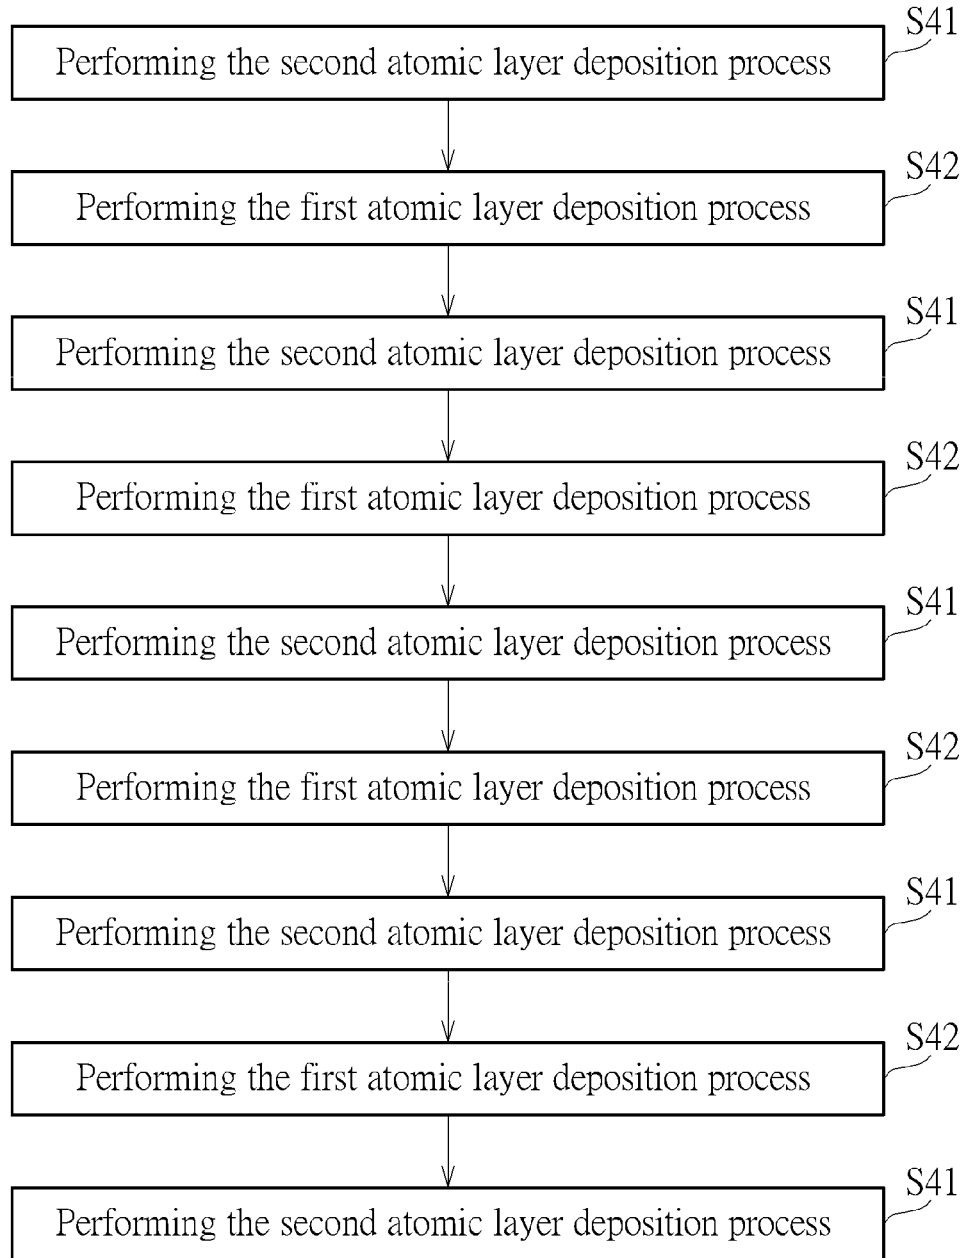 S41
Performing the second atomic layer deposition process
S42
Performing the first atomic layer deposition process
S41
Performing the second atomic layer deposition process
S42
Performing the first atomic layer deposition process
S41
Performing the second atomic layer deposition process
S42
Performing the first atomic layer deposition process
S41
Performing the second atomic layer deposition process
S42
Performing the first atomic layer deposition process
S41
Performing the second atomic layer deposition process